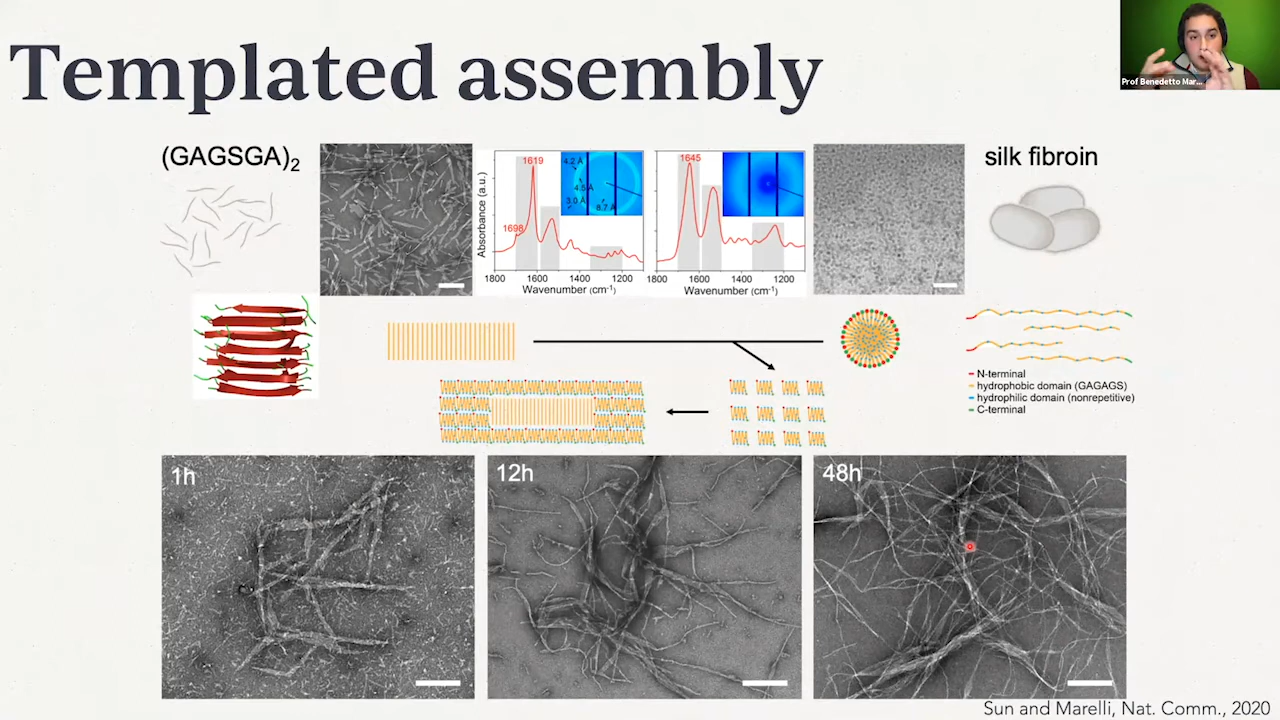 Templated assembly
Prof Benedetto Mar...
(GAGSGA)2
silk fibroin
Absorbance (a.u.)
1619
1698
4.2 Å
4.5 Å
3.0 Å
8.7 Å
1800 1600 1400 1200
Wavenumber (cm-1)
1645
1800 1600 1400 1200
Wavenumber (cm-1)
N-terminal
hydrophobic domain (GAGAGS)
hydrophilic domain (nonrepetitive)
C-terminal
1h
12h
48h
Sun and Marelli, Nat. Comm., 2020